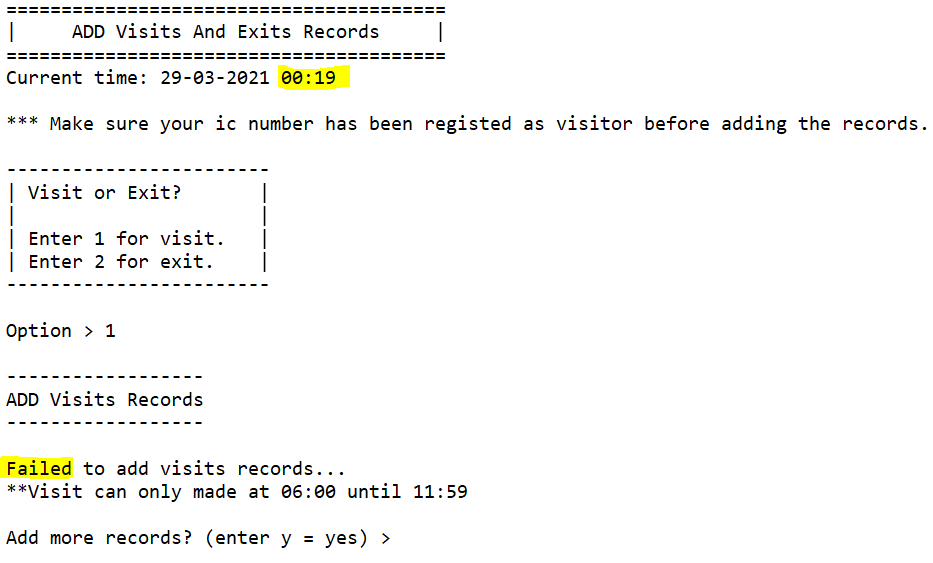 ========================================
|     ADD Visits And Exits Records     |
========================================
Current time: 29-03-2021 00:19
*** Make sure your ic number has been registed as visitor before adding the records.
------------------------
| Visit or Exit?       |
|                      |
| Enter 1 for visit.   |
| Enter 2 for exit.    |
------------------------
Option > 1
------------------
ADD Visits Records
------------------
Failed to add visits records...
**Visit can only made at 06:00 until 11:59
Add more records? (enter y = yes) >